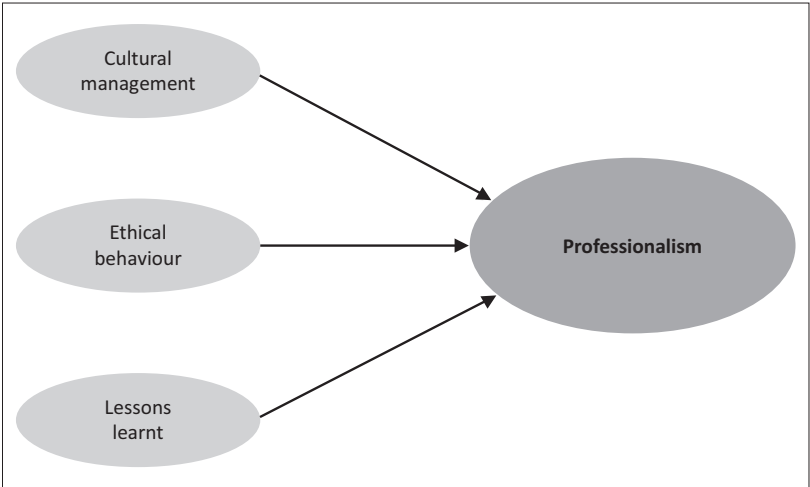 Cultural
management
Ethical
behaviour
Professionalism
Lessons
learnt